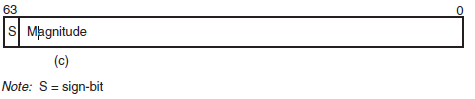 63 0
S Magnitude
(c)
Note: S = sign-bit